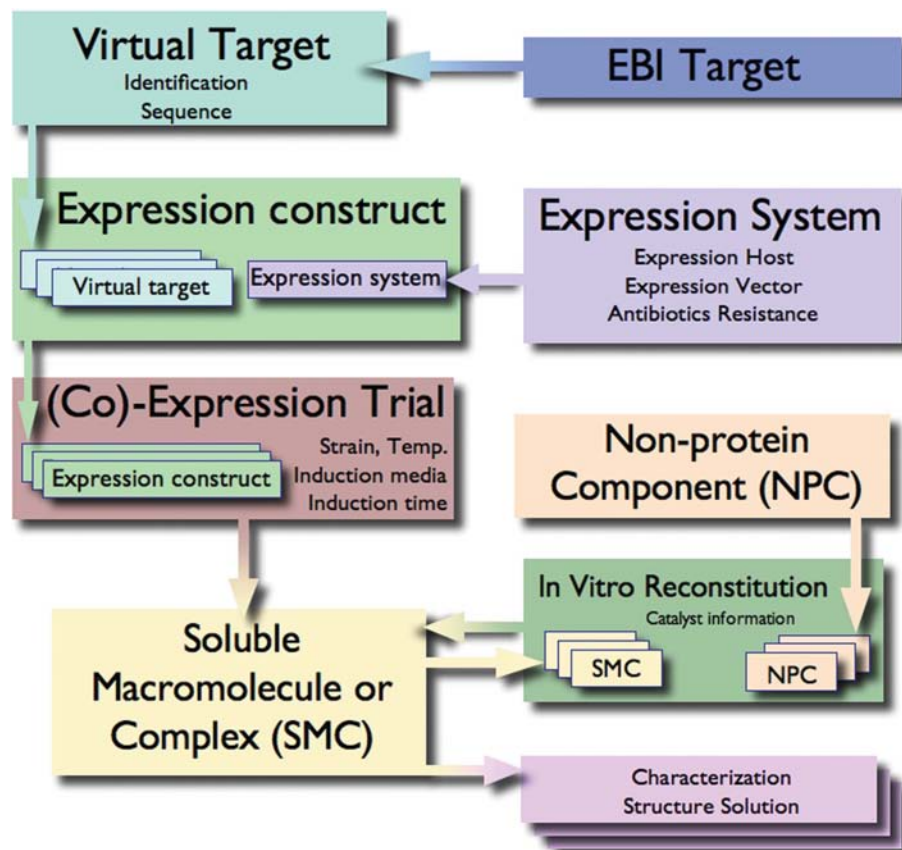 Virtual Target
Identification
Sequence
EBI Target
Expression construct
Virtual target
Expression system
Expression System
Expression Host
Expression Vector
Antibiotics Resistance
(Co)-Expression Trial
Strain, Temp.
Induction media
Induction time
Expression construct
Non-protein
Component (NPC)
In Vitro Reconstitution
Catalyst information
SMC
NPC
Soluble
Macromolecule or
Complex (SMC)
Characterization
Structure Solution